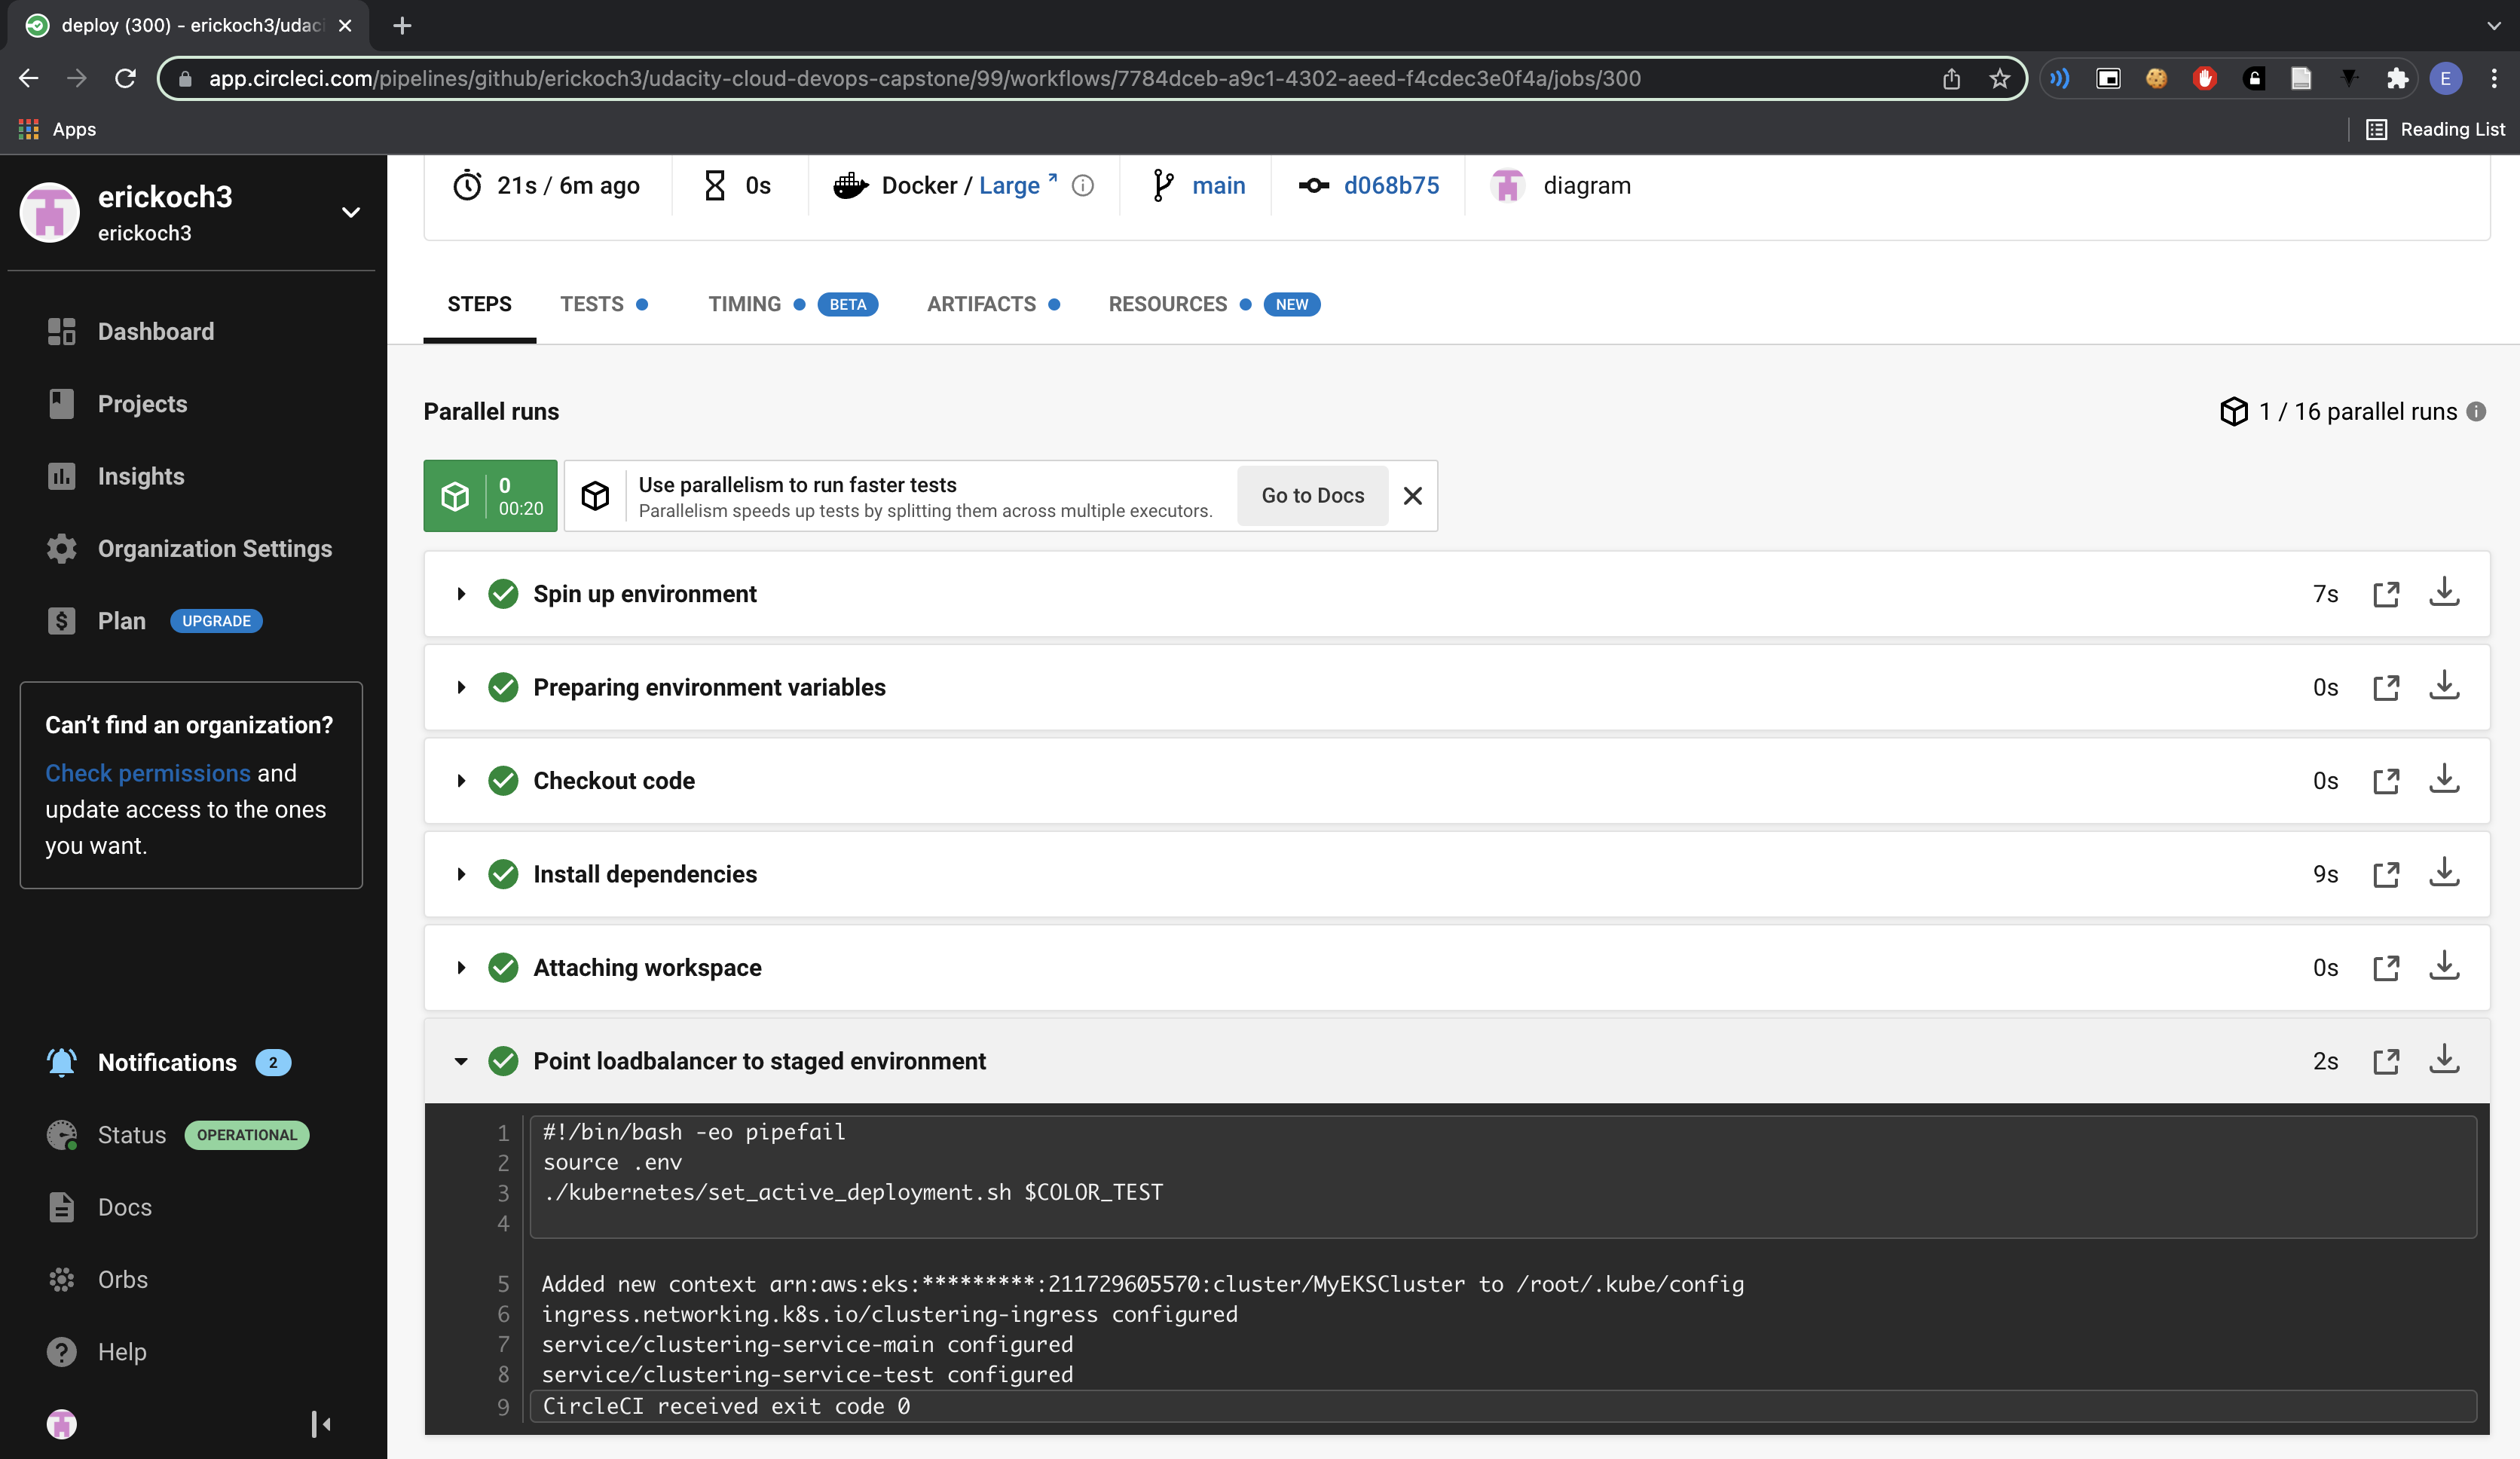 deploy (300) - erickoch3/udaci
app.circleci.com/pipelines/github/erickoch3/udacity-cloud-devops-capstone/99/workflows/7784dceb-a9c1-4302-aeed-f4cdec3e0f4a/jobs/300
E
Apps
Reading List
erickoch3
erickoch3
Dashboard
Projects
Insights
Organization Settings
Plan UPGRADE
Can’t find an organization?
Check permissions and
update access to the ones
you want.
Notifications 2
Status OPERATIONAL
Docs
Orbs
Help
21s / 6m ago 0s Docker / Large main d068b75 diagram
STEPS TESTS TIMING BETA ARTIFACTS RESOURCES NEW
Parallel runs
1 / 16 parallel runs
0
00:20
Use parallelism to run faster tests
Parallelism speeds up tests by splitting them across multiple executors.
Go to Docs
Spin up environment 7s
Preparing environment variables 0s
Checkout code 0s
Install dependencies 9s
Attaching workspace 0s
Point loadbalancer to staged environment 2s
1 #!/bin/bash -eo pipefail
2 source .env
3 ./kubernetes/set_active_deployment.sh $COLOR_TEST
4
5 Added new context arn:aws:eks:*********:211729605570:cluster/MyEKSCluster to /root/.kube/config
6 ingress.networking.k8s.io/clustering-ingress configured
7 service/clustering-service-main configured
8 service/clustering-service-test configured
9 CircleCI received exit code 0